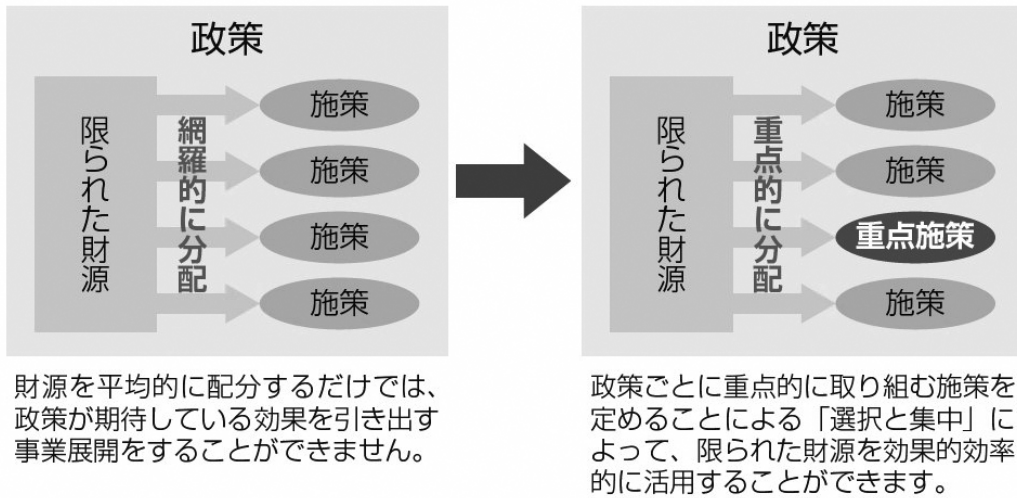 政策
限られた財源
網羅的に分配
施策
施策
施策
施策
財源を平均的に配分するだけでは、
政策が期待している効果を引き出す
事業展開をすることができません。
政策
限られた財源
重点的に分配
施策
施策
重点施策
施策
政策ごとに重点的に取り組む施策を
定めることによる「選択と集中」に
よって、限られた財源を効果的効率
的に活用することができます。